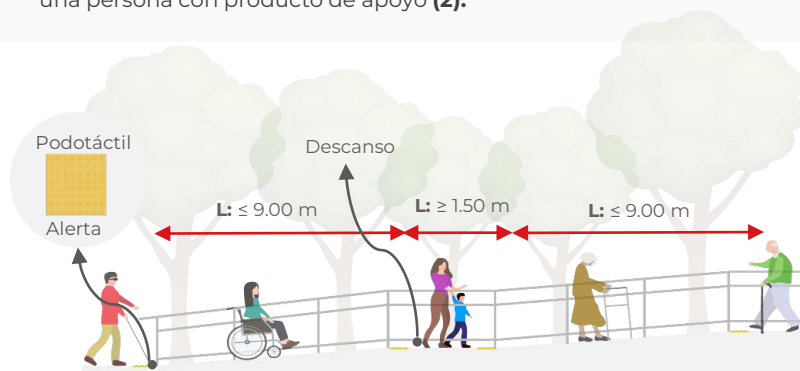 una persona con producto de apoyo (2).
Podotáctil
Alerta
Descanso
L: ≤ 9.00 m
L: ≥ 1.50 m
L: ≤ 9.00 m